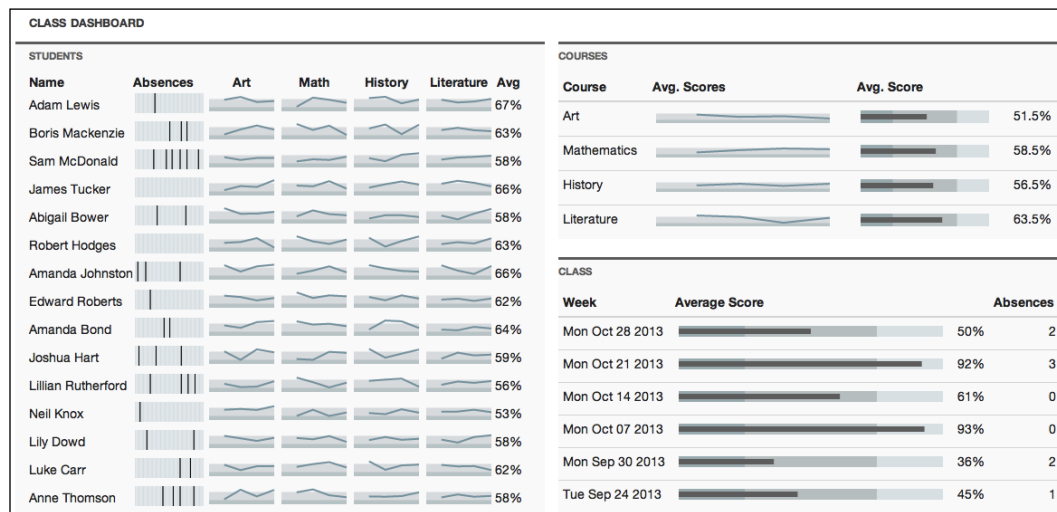 CLASS DASHBOARD
STUDENTS
Name Absences Art Math History Literature Avg
Adam Lewis 67%
Boris Mackenzie 63%
Sam McDonald 58%
James Tucker 66%
Abigail Bower 58%
Robert Hodges 63%
Amanda Johnston 66%
Edward Roberts 62%
Amanda Bond 64%
Joshua Hart 59%
Lillian Rutherford 56%
Neil Knox 53%
Lily Dowd 58%
Luke Carr 62%
Anne Thomson 58%
COURSES
Course Avg. Scores Avg. Score
Art 51.5%
Mathematics 58.5%
History 56.5%
Literature 63.5%
CLASS
Week Average Score Absences
Mon Oct 28 2013 50% 2
Mon Oct 21 2013 92% 3
Mon Oct 14 2013 61% 0
Mon Oct 07 2013 93% 0
Mon Sep 30 2013 36% 2
Tue Sep 24 2013 45% 1